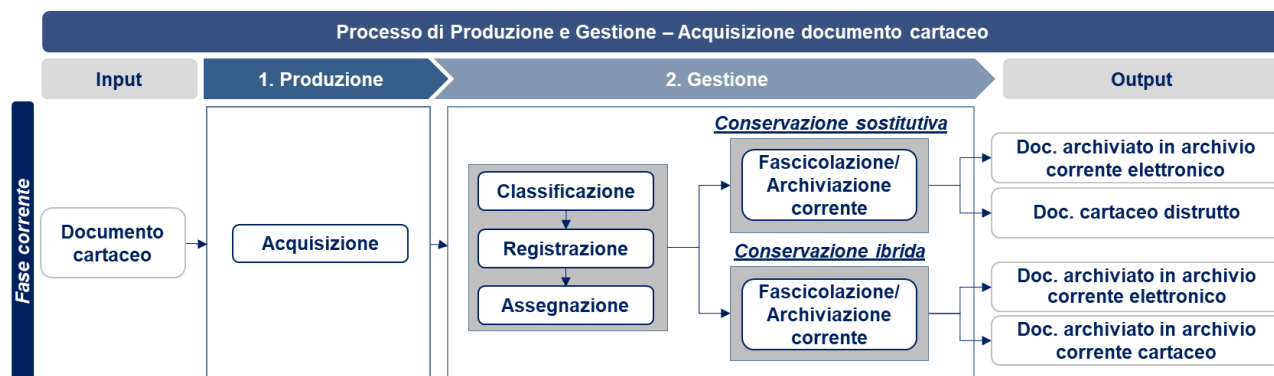 Processo di Produzione e Gestione – Acquisizione documento cartaceo
Input
1. Produzione
2. Gestione
Output
Fase corrente
Documento
cartaceo
Acquisizione
Classificazione
Registrazione
Assegnazione
Conservazione sostitutiva
Fascicolazione/
Archiviazione
corrente
Conservazione ibrida
Fascicolazione/
Archiviazione
corrente
Doc. archiviato in archivio
corrente elettronico
Doc. cartaceo distrutto
Doc. archiviato in archivio
corrente elettronico
Doc. archiviato in archivio
corrente cartaceo